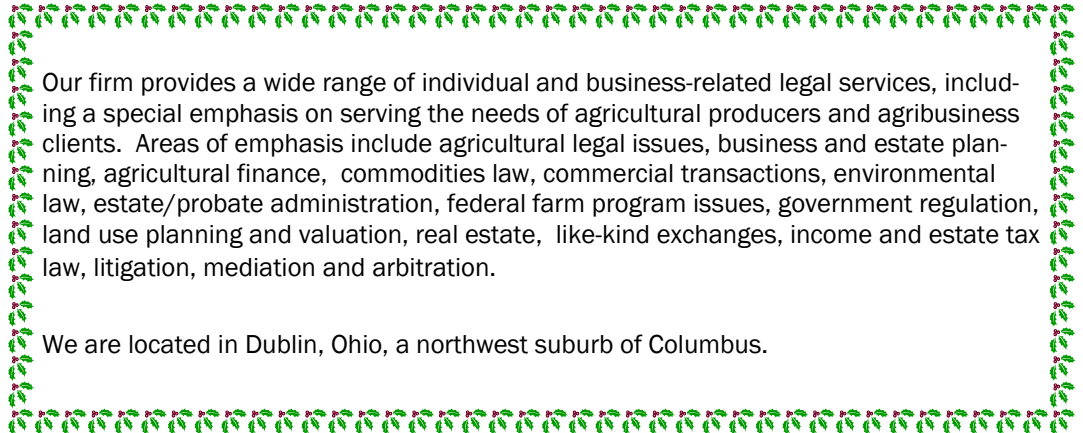 Our firm provides a wide range of individual and business-related legal services, includ-
ing a special emphasis on serving the needs of agricultural producers and agribusiness
clients.  Areas of emphasis include agricultural legal issues, business and estate plan-
ning, agricultural finance,  commodities law, commercial transactions, environmental
law, estate/probate administration, federal farm program issues, government regulation,
land use planning and valuation, real estate,  like-kind exchanges, income and estate tax
law, litigation, mediation and arbitration.
We are located in Dublin, Ohio, a northwest suburb of Columbus.